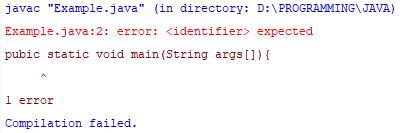 javac "Example.java" (in directory: D:\PROGRAMMING\JAVA)
Example.java:2: error: <identifier> expected
pubic static void main(String args[]){
^
1 error
Compilation failed.